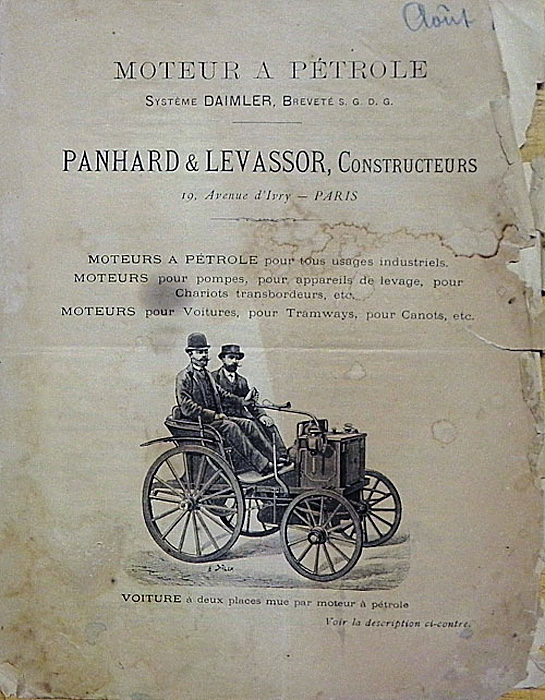 Août
MOTEUR A PÉTROLE
SYSTÈME DAIMLER, BREVETÉ S. G. D. G.
PANHARD & LEVASSOR, CONSTRUCTEURS
19, Avenue d'Ivry — PARIS
MOTEURS A PÉTROLE pour tous usages industriels.
MOTEURS pour pompes, pour appareils de levage, pour
Chariots transbordeurs, etc.
MOTEURS pour Voitures, pour Tramways, pour Canots, etc.
VOITURE à deux places mue par moteur à pétrole
Voir la description ci-contre.